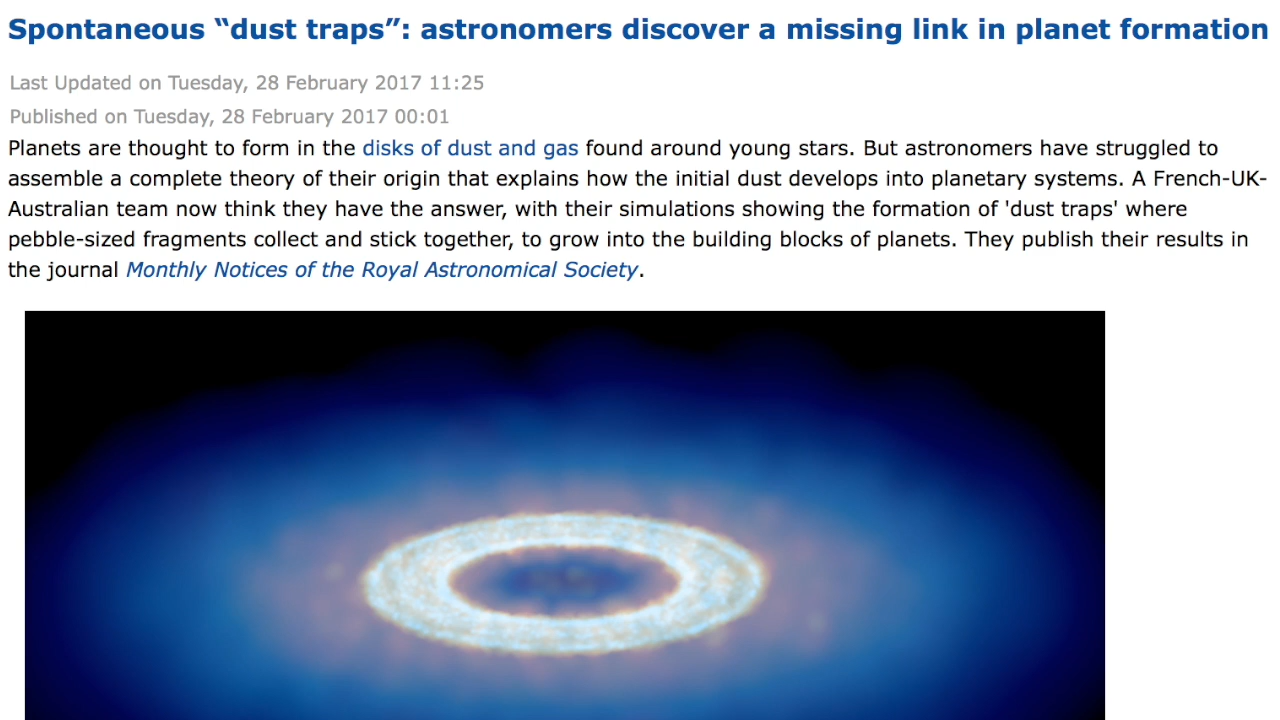 Spontaneous “dust traps”: astronomers discover a missing link in planet formation
Last Updated on Tuesday, 28 February 2017 11:25
Published on Tuesday, 28 February 2017 00:01
Planets are thought to form in the disks of dust and gas found around young stars. But astronomers have struggled to
assemble a complete theory of their origin that explains how the initial dust develops into planetary systems. A French-UK-
Australian team now think they have the answer, with their simulations showing the formation of 'dust traps' where
pebble-sized fragments collect and stick together, to grow into the building blocks of planets. They publish their results in
the journal Monthly Notices of the Royal Astronomical Society.